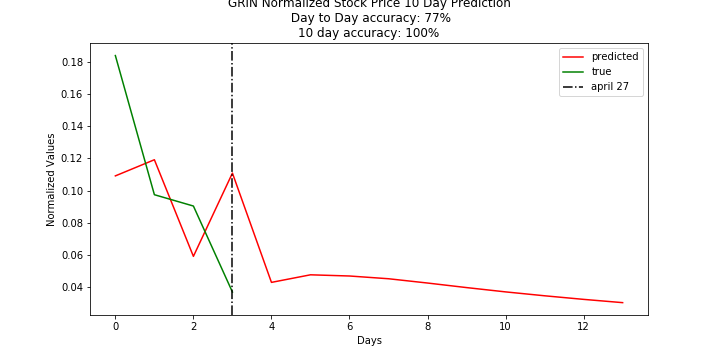 GRIN Normalized Stock Price 10 Day Prediction
Day to Day accuracy: 77%
10 day accuracy: 100%
predicted
true
april 27
Normalized Values
0.18
0.16
0.14
0.12
0.10
0.08
0.06
0.04
0
2
4
6
8
10
12
Days